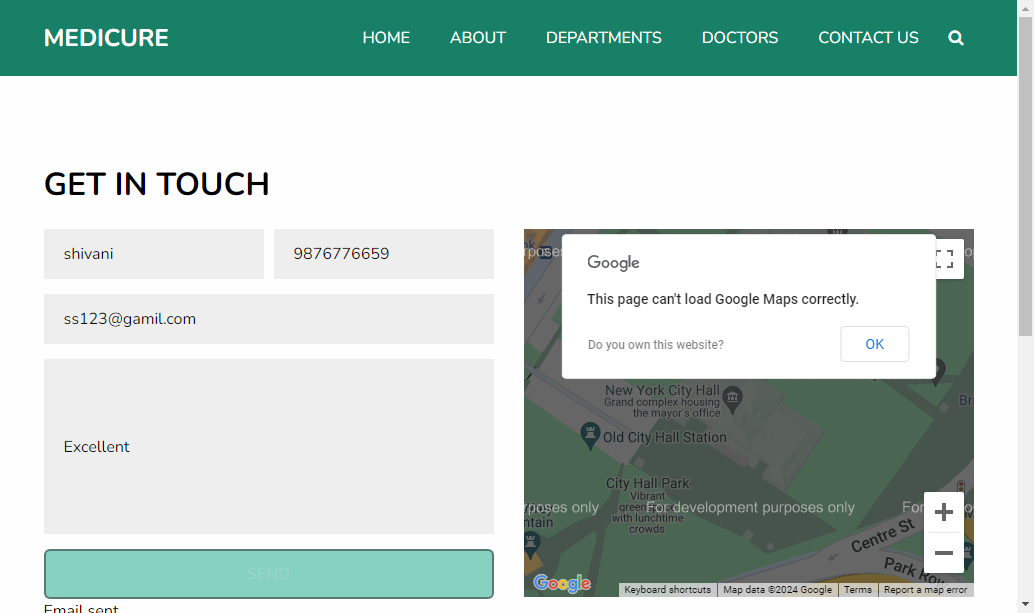 MEDICURE
HOME ABOUT DEPARTMENTS DOCTORS CONTACT US
GET IN TOUCH
shivani 9876776659
ss123@gamil.com
Excellent
SEND
Email sent
Google
This page can't load Google Maps correctly.
Do you own this website?
OK
New York City Hall
Grand complex housing
the mayor's office
Old City Hall Station
City Hall Park
Vibrant
green
with lunchtime
crowds
rposes only
For development purposes only
For
Centre St
Park Row
Google
Keyboard shortcuts Map data ©2024 Google Terms Report a map error